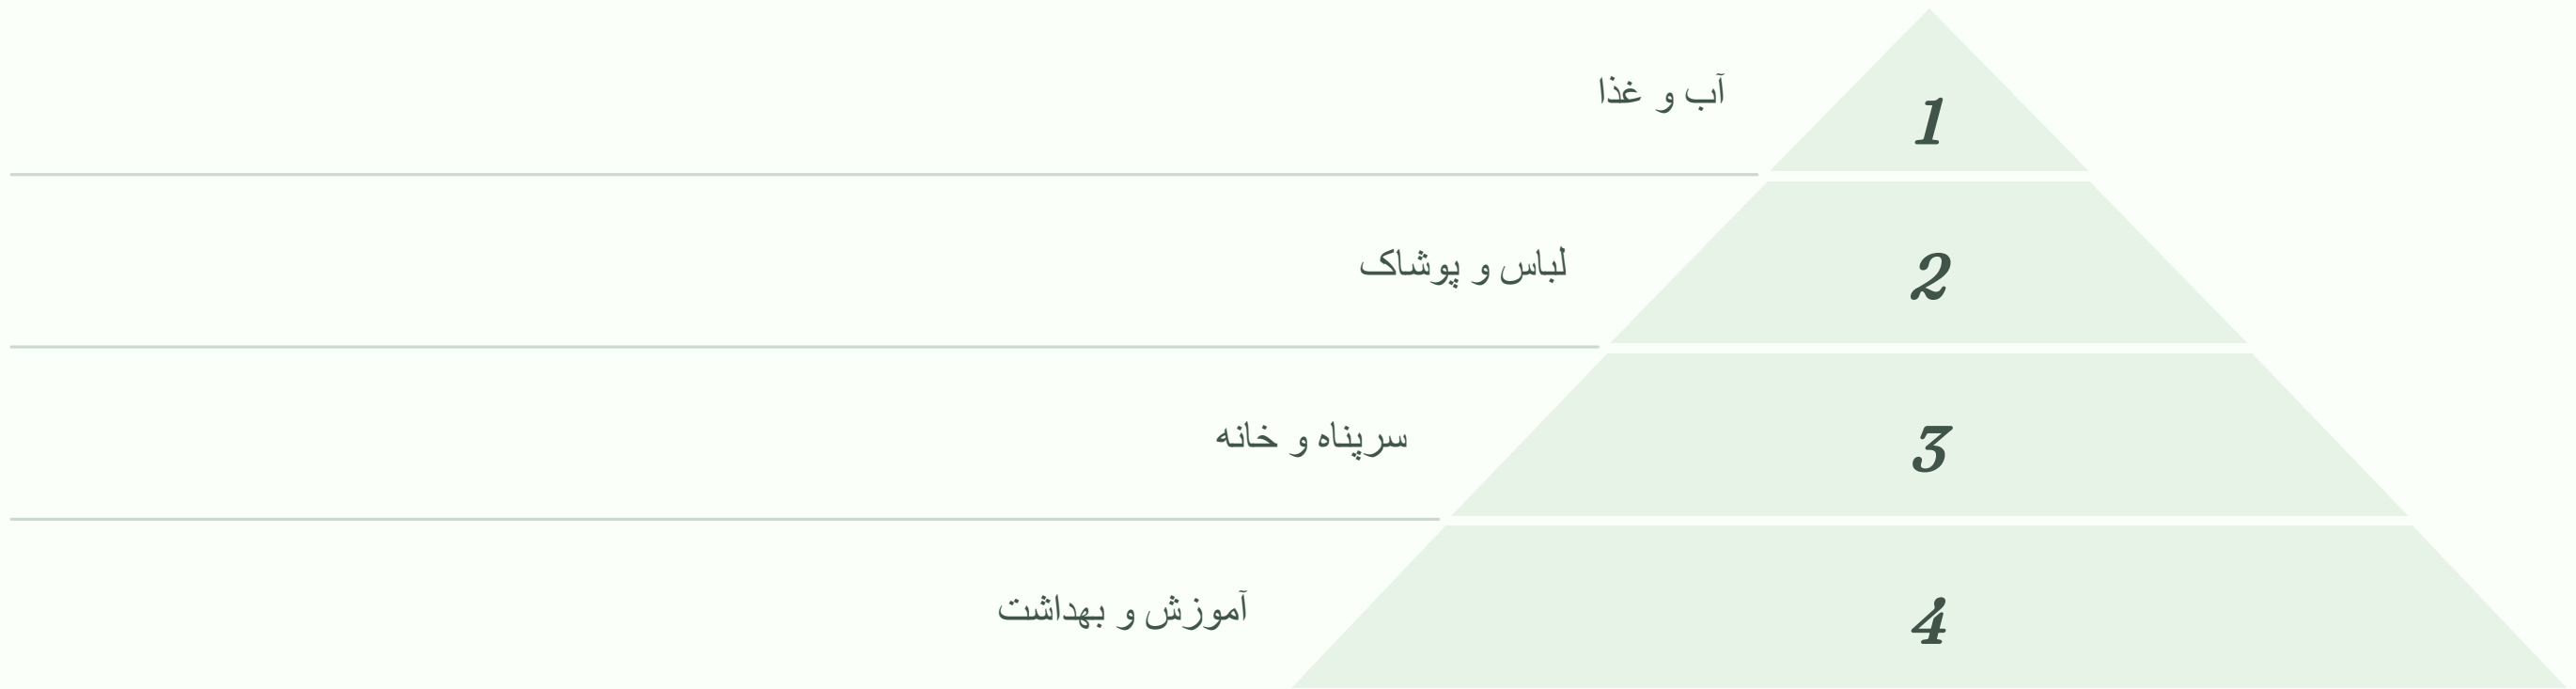 1
آب و غذا
2
لباس و پوشاک
3
سرپناه و خانه
4
آموزش و بهداشت